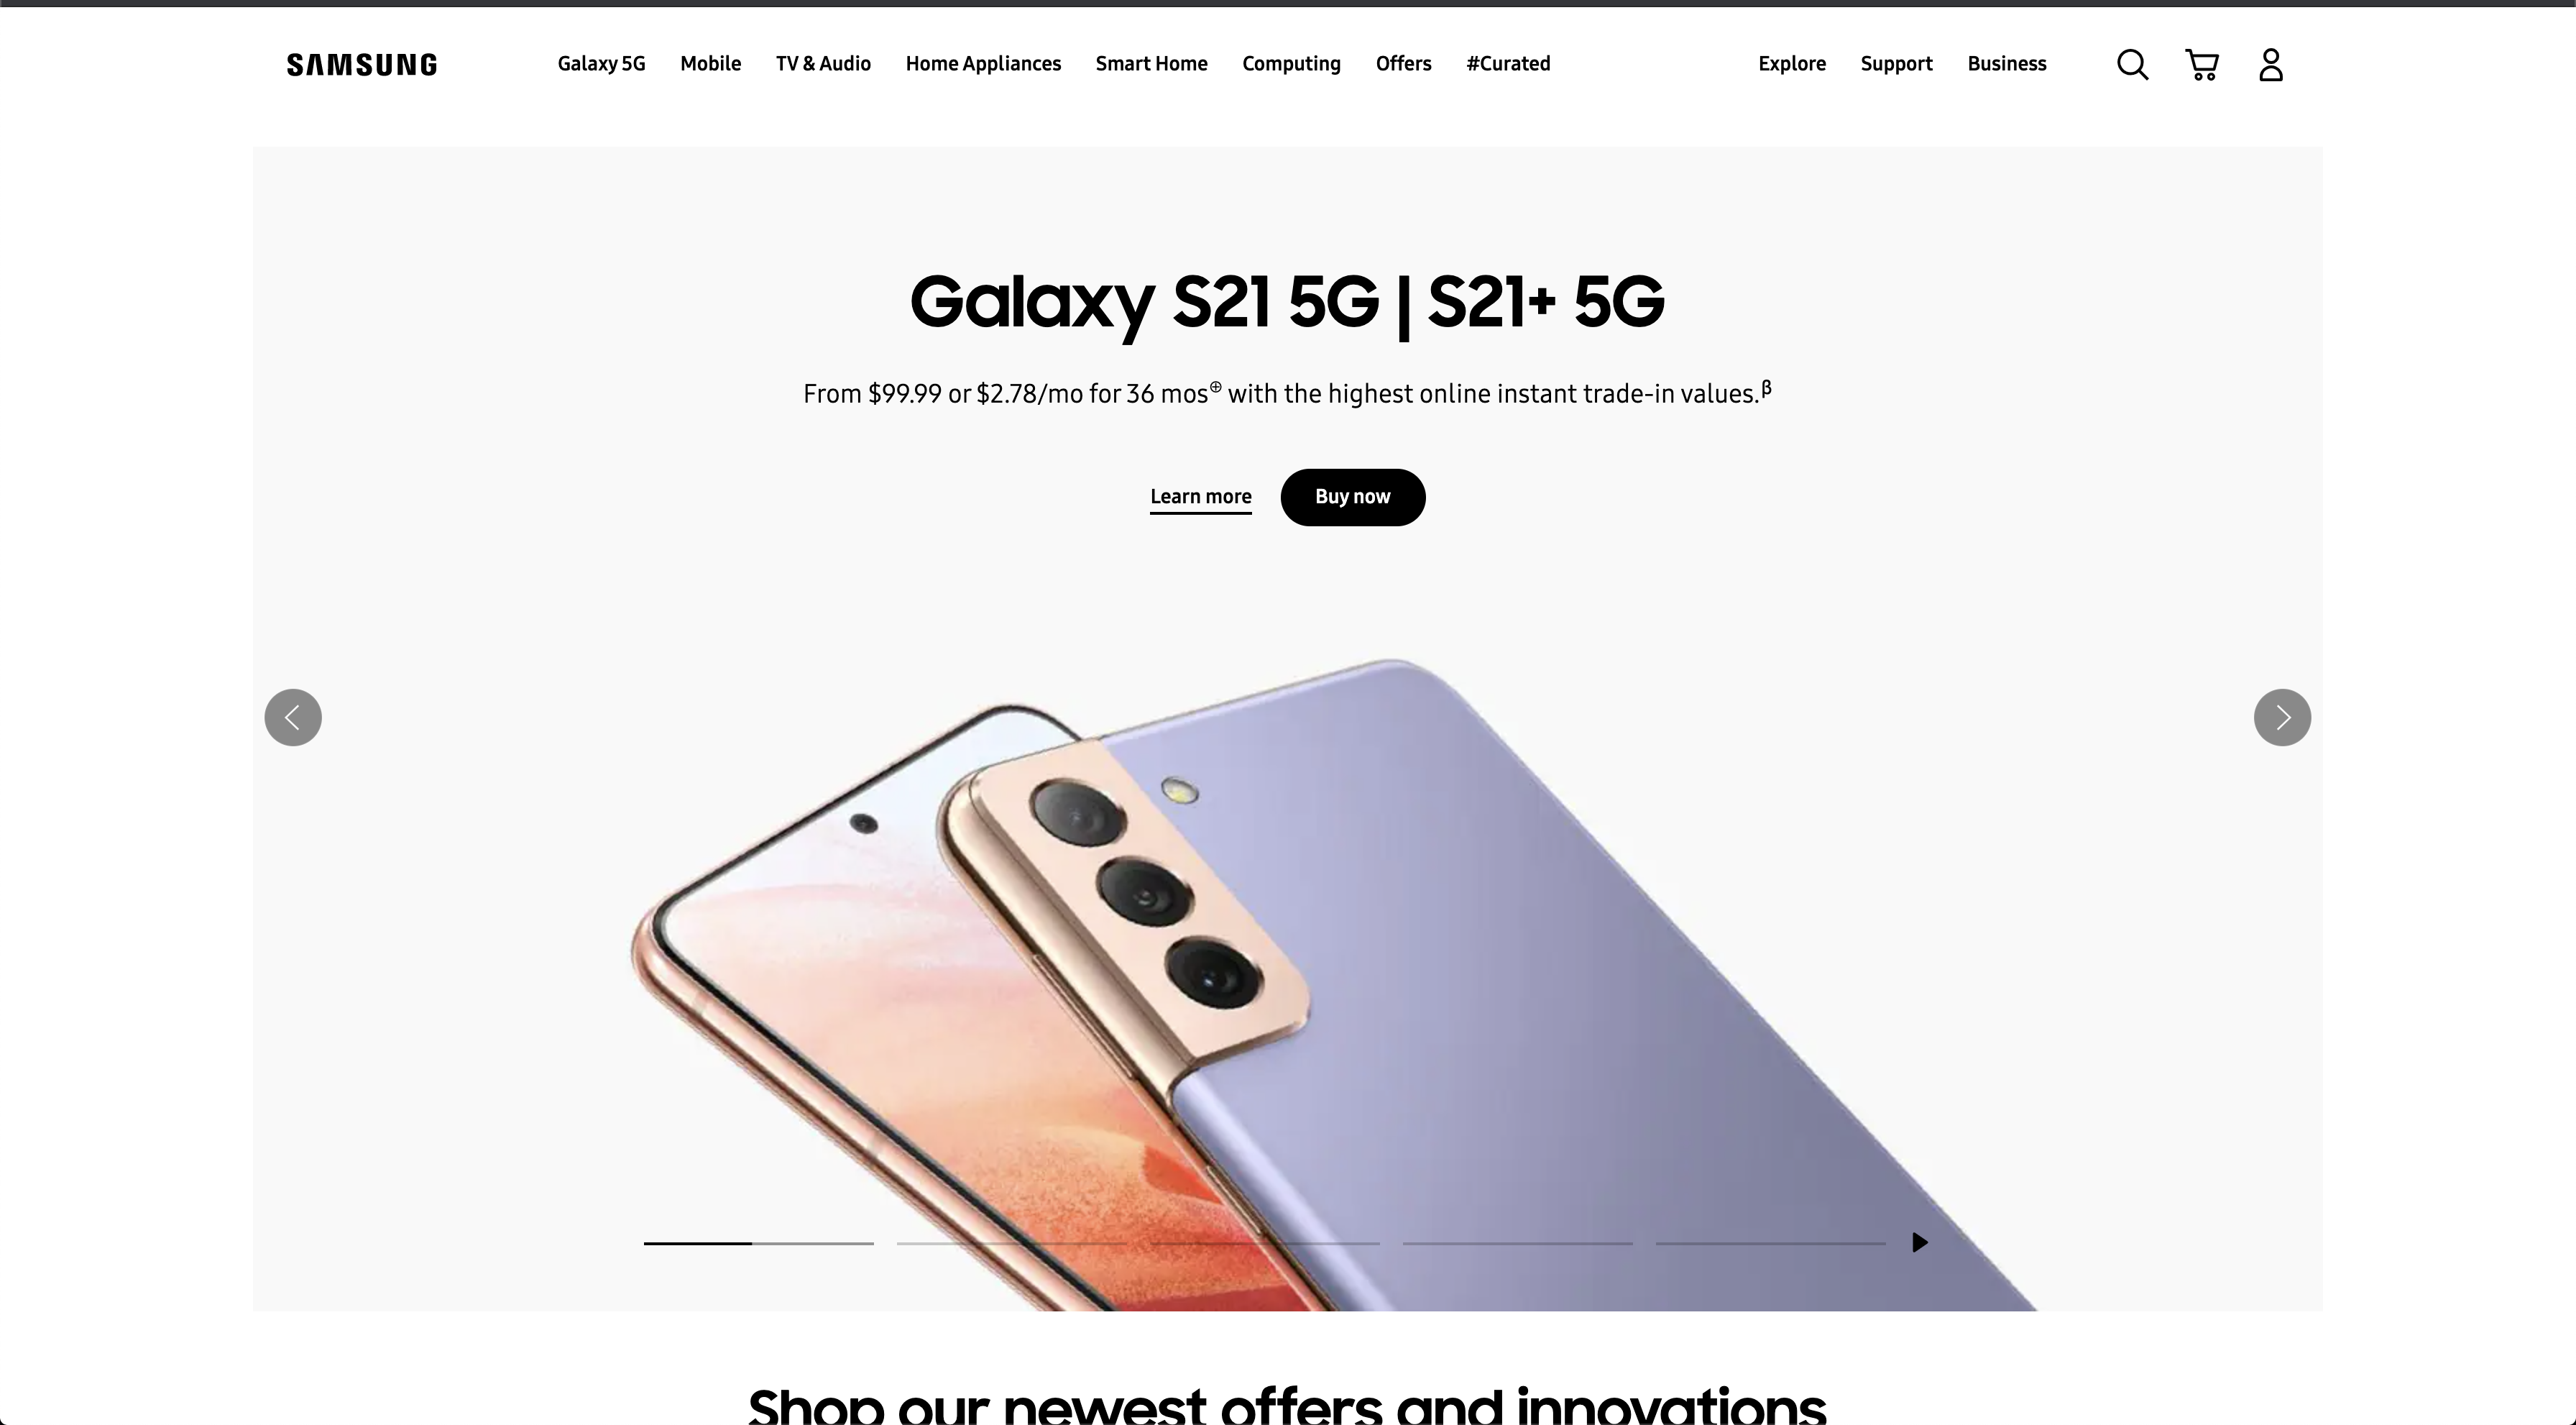 SAMSUNG Galaxy 5G Mobile TV & Audio Home Appliances Smart Home Computing Offers #Curated Explore Support Business
Galaxy S21 5G | S21+ 5G
From $99.99 or $2.78/mo for 36 mos⊕ with the highest online instant trade-in values.β
Learn more Buy now
Shop our newest offers and innovations